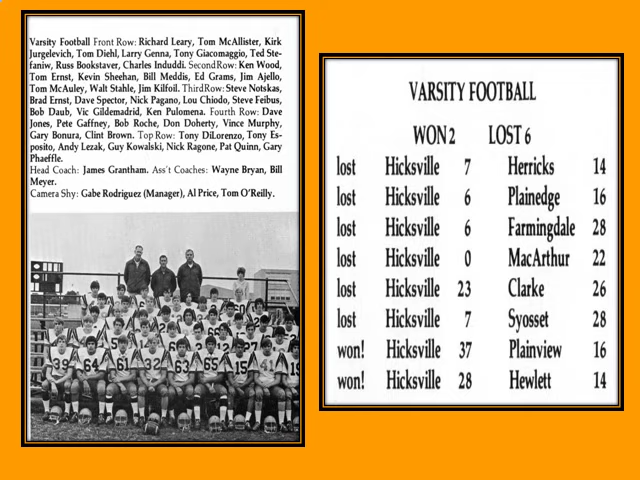 Varsity Football Front Row: Richard Leary, Tom McAllister, Kirk
Jurgelevich, Tom Diehl, Larry Genna, Tony Giacomaggio, Ted Ste-
faniw, Russ Bookstaver, Charles Induddi. Second Row: Ken Wood,
Tom Ernst, Kevin Sheehan, Bill Meddis, Ed Grams, Jim Ajello,
Tom McAuley, Walt Stahle, Jim Kilfoil. Third Row: Steve Notskas,
Brad Ernst, Dave Spector, Nick Pagano, Lou Chiodo, Steve Feibus,
Bob Daub, Vic Gildemadrid, Ken Pulomena. Fourth Row: Dave
Jones, Pete Gaffney, Bob Roche, Don Doherty, Vince Murphy,
Gary Bonura, Clint Brown. Top Row: Tony DiLorenzo, Tony Es-
posito, Andy Lezak, Guy Kowalski, Nick Ragone, Pat Quinn, Gary
Phaeffle.
Head Coach: James Grantham. Ass't Coaches: Wayne Bryan, Bill
Meyer.
Camera Shy: Gabe Rodriguez (Manager), Al Price, Tom O'Reilly.
39 64 61 32 63 65 15 41
VARSITY FOOTBALL
WON 2 LOST 6
lost Hicksville 7 Herricks 14
lost Hicksville 6 Plainedge 16
lost Hicksville 6 Farmingdale 28
lost Hicksville 0 MacArthur 22
lost Hicksville 23 Clarke 26
lost Hicksville 7 Syosset 28
won! Hicksville 37 Plainview 16
won! Hicksville 28 Hewlett 14